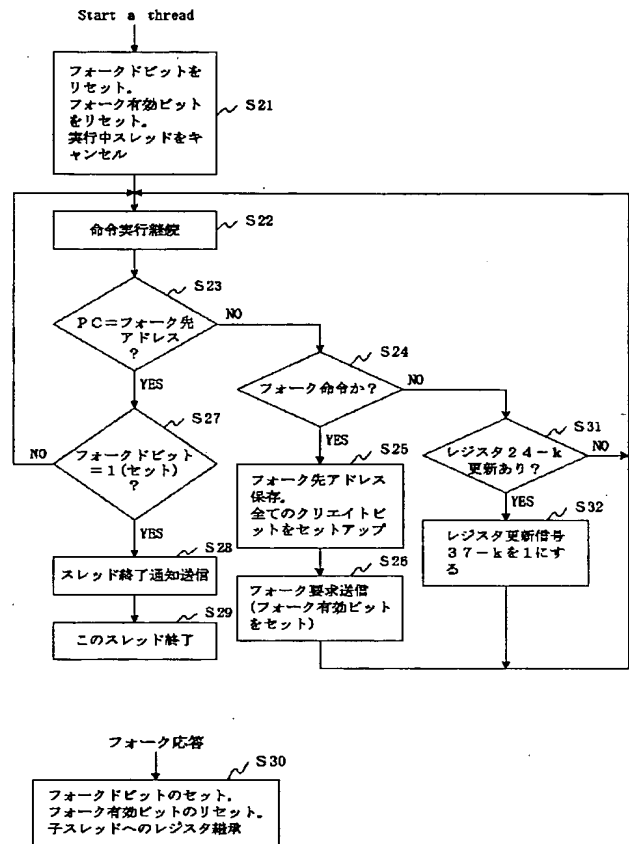 Start a thread
フォークドビットを
リセット。
フォーク有効ビット
をリセット。
実行中スレッドをキ
ャンセル
S21
命令実行継続
S22
S23
PC=フォーク先
アドレス
?
NO
YES
S24
フォーク命令か?
NO
YES
S27
フォークドビット
=1(セット)
?
NO
YES
S25
フォーク先アドレス
保存。
全てのクリエイトビ
ットをセットアップ
S31
レジスタ24-k
更新あり?
NO
YES
S32
レジスタ更新信号
37-kを1にす
る
S28
スレッド終了通知送信
S26
フォーク要求送信
(フォーク有効ビット
をセット)
S29
このスレッド終了
フォーク応答
S30
フォークドビットのセット。
フォーク有効ビットのリセット。
子スレッドへのレジスタ継承